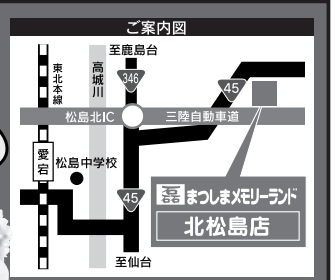 ご案内図
至鹿島台
東北本線
高城川
346
45
松島北IC
三陸自動車道
愛宕
松島中学校
45
磊 まつしまメモリーランド
北松島店
至仙台